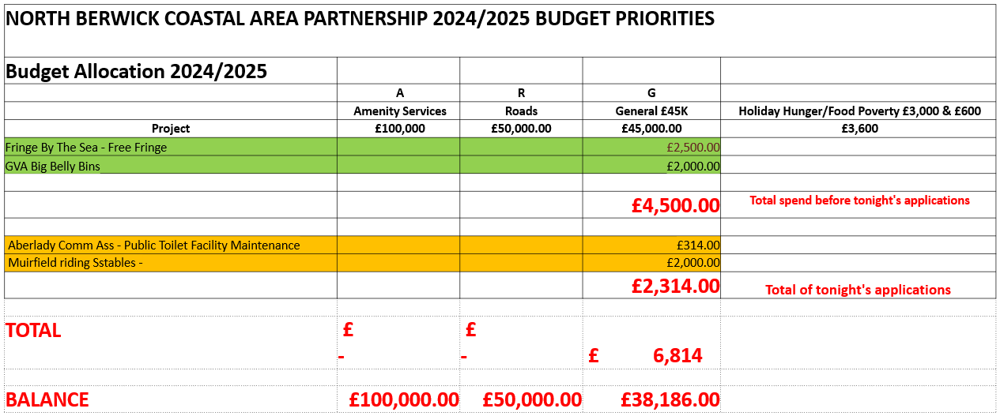 NORTH BERWICK COASTAL AREA PARTNERSHIP 2024/2025 BUDGET PRIORITIES
Budget Allocation 2024/2025
A R G
Amenity Services Roads General £45K Holiday Hunger/Food Poverty £3,000 & £600
Project £100,000 £50,000.00 £45,000.00 £3,600
Fringe By The Sea - Free Fringe £2,500.00
GVA Big Belly Bins £2,000.00
£4,500.00 Total spend before tonight's applications
Aberlady Comm Ass - Public Toilet Facility Maintenance £314.00
Muirfield riding Sstables - £2,000.00
£2,314.00 Total of tonight's applications
TOTAL £ £
- - £ 6,814
BALANCE £100,000.00 £50,000.00 £38,186.00